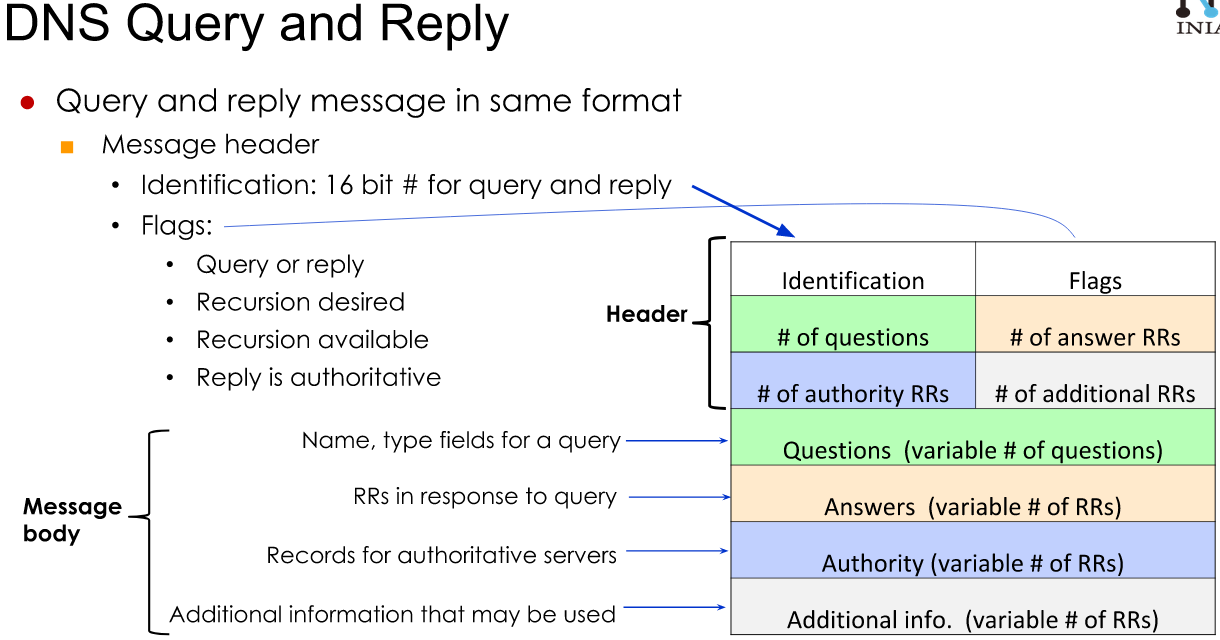 DNS Query and Reply
INIA
● Query and reply message in same format
■ Message header
• Identification: 16 bit # for query and reply
• Flags:
• Query or reply
• Recursion desired
• Recursion available
• Reply is authoritative
Header
Identification Flags
# of questions # of answer RRs
# of authority RRs # of additional RRs
Message
body
Name, type fields for a query
Questions (variable # of questions)
RRs in response to query
Answers (variable # of RRs)
Records for authoritative servers
Authority (variable # of RRs)
Additional information that may be used
Additional info. (variable # of RRs)